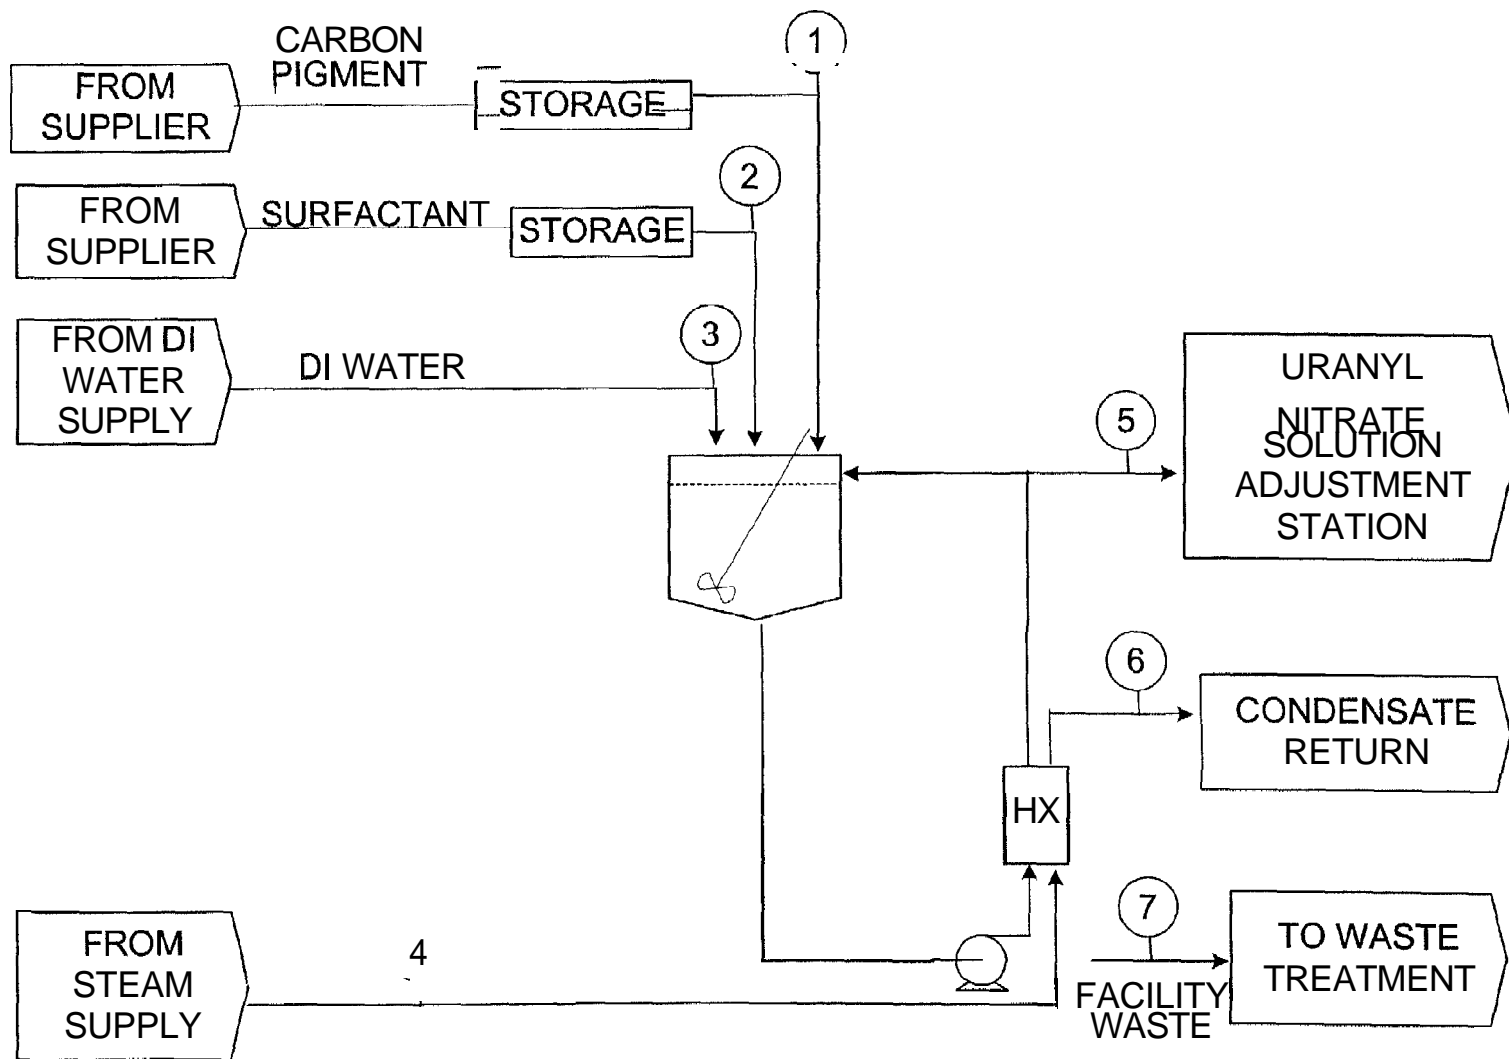 CARBON
PIGMENT
1
FROM
SUPPLIER
STORAGE
2
FROM
SUPPLIER
SURFACTANT
STORAGE
3
FROM DI
WATER
SUPPLY
DI WATER
5
URANYL
NITRATE
SOLUTION
ADJUSTMENT
STATION
6
CONDENSATE
RETURN
HX
7
TO WASTE
TREATMENT
FACILITY
WASTE
FROM
STEAM
SUPPLY
4